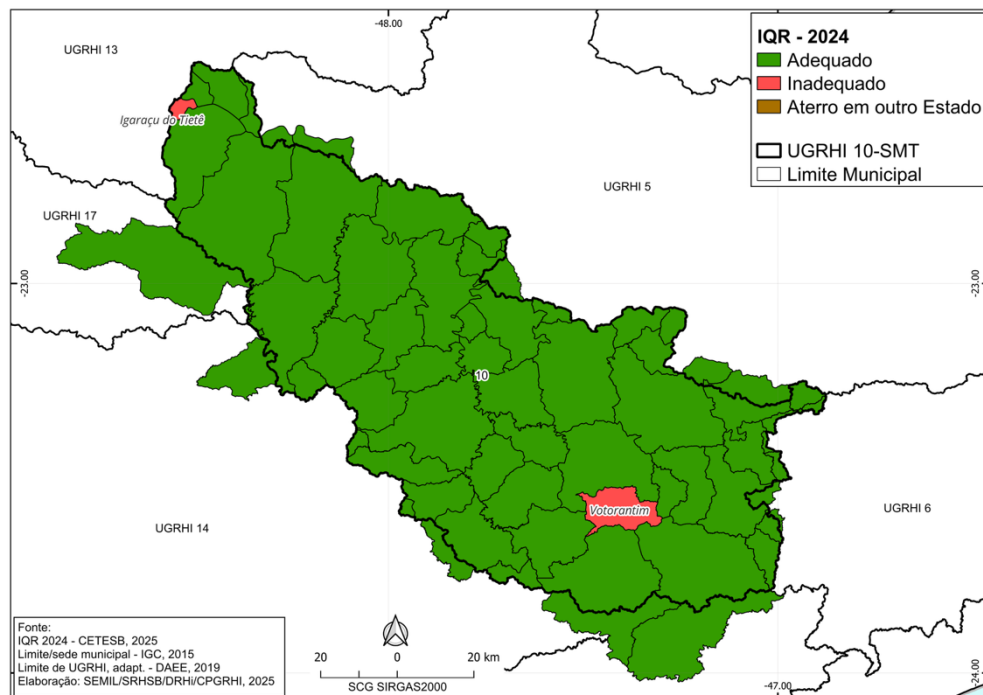 -48.00
UGRHI 13
IQR - 2024
Adequado
Inadequado
Aterro em outro Estado
UGRHI 10-SMT
Limite Municipal
Igaraçu do Tietê
UGRHI 5
UGRHI 17
-23.00
-23.00
10
Votorantim
UGRHI 6
UGRHI 14
Fonte:
IQR 2024 - CETESB, 2025
Limite/sede municipal - IGC, 2015
Limite de UGRHI, adapt. - DAEE, 2019
Elaboração: SEMIL/SRHSB/DRHi/CPGRHI, 2025
20 0 20 km
SCG SIRGAS2000
-47.00
-24.00